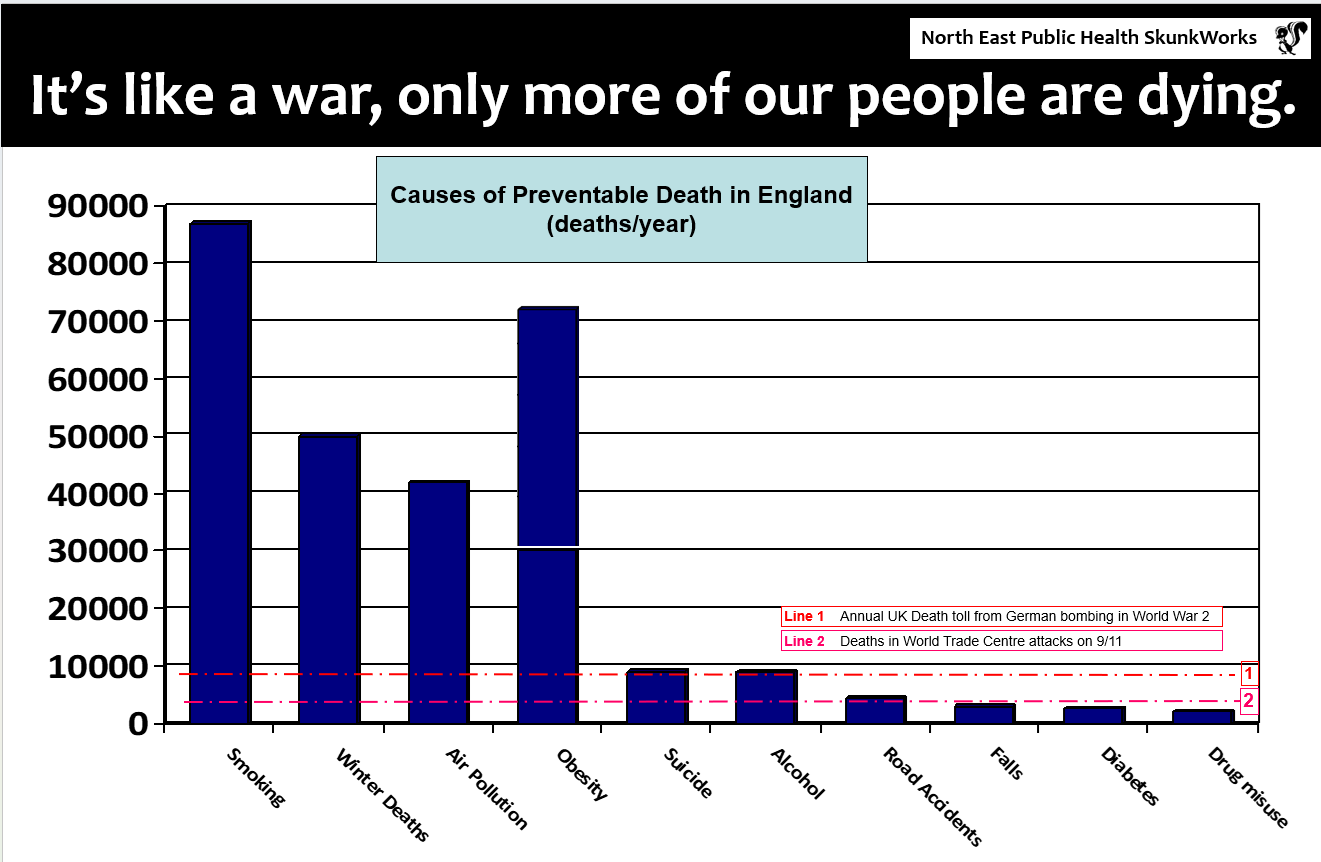 North East Public Health SkunkWorks
It's like a war, only more of our people are dying.
Causes of Preventable Death in England
(deaths/year)
90000
80000
70000
60000
50000
40000
30000
20000
10000
0
Line 1 Annual UK Death toll from German bombing in World War 2
Line 2 Deaths in World Trade Centre attacks on 9/11
1
2
Smoking
Winter Deaths
Air Pollution
Obesity
Suicide
Alcohol
Road Accidents
Falls
Diabetes
Drug misuse